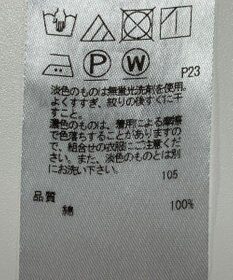 P W P23
淡色のものは無蛍光洗剤を使用。
よくすすぎ、絞りの後すぐに干
すこと。
濃色のものは、着用による摩擦
で色落ちすることがありますの
で、組合せの衣服にご注意くださ
い。また、淡色のものとは別
にお洗い下さい。
105
品質
綿 100%